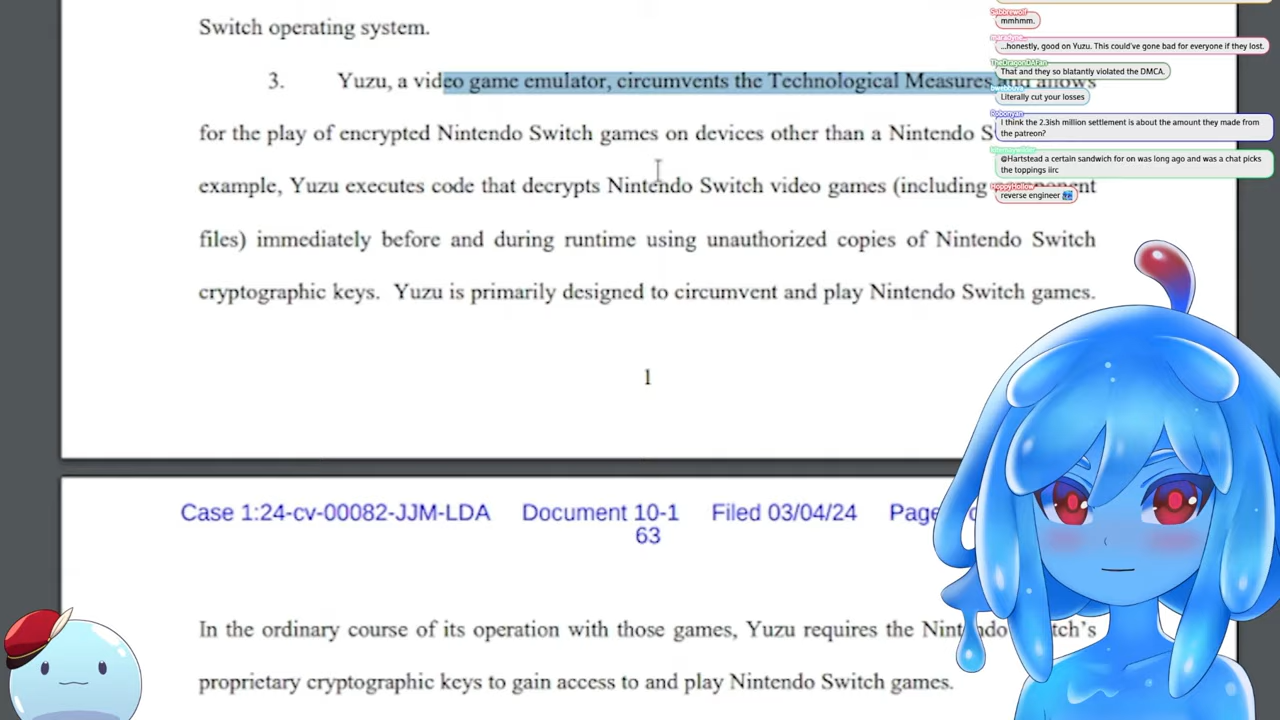 Switch operating system.
3. Yuzu, a video game emulator, circumvents the Technological Measures and allows
for the play of encrypted Nintendo Switch games on devices other than a Nintendo S
example, Yuzu executes code that decrypts Nintendo Switch video games (including
files) immediately before and during runtime using unauthorized copies of Nintendo Switch
cryptographic keys. Yuzu is primarily designed to circumvent and play Nintendo Switch games.
1
Case 1:24-cv-00082-JJM-LDA Document 10-1 Filed 03/04/24 Page
63
In the ordinary course of its operation with those games, Yuzu requires the Nintendo Switch's
proprietary cryptographic keys to gain access to and play Nintendo Switch games.
mmhmm.
...honestly, good on Yuzu. This could've gone bad for everyone if they lost.
TheDragonDAFan
That and they so blatantly violated the DMCA.
Literally cut your losses
I think the 2.3ish million settlement is about the amount they made from
the patreon?
@Hartstead a certain sandwich for on was long ago and was a chat picks
the toppings iirc
HoppyHallow
reverse engineer